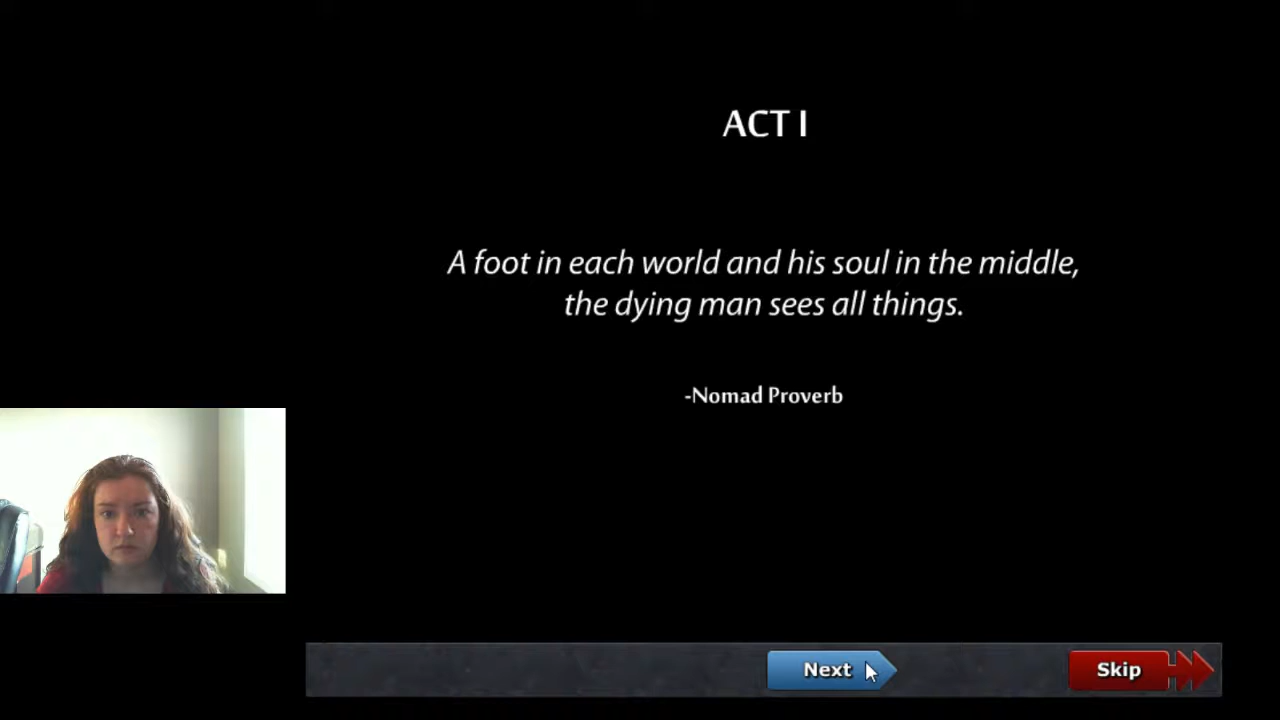 ACT I
A foot in each world and his soul in the middle,
the dying man sees all things.
-Nomad Proverb
Next
Skip